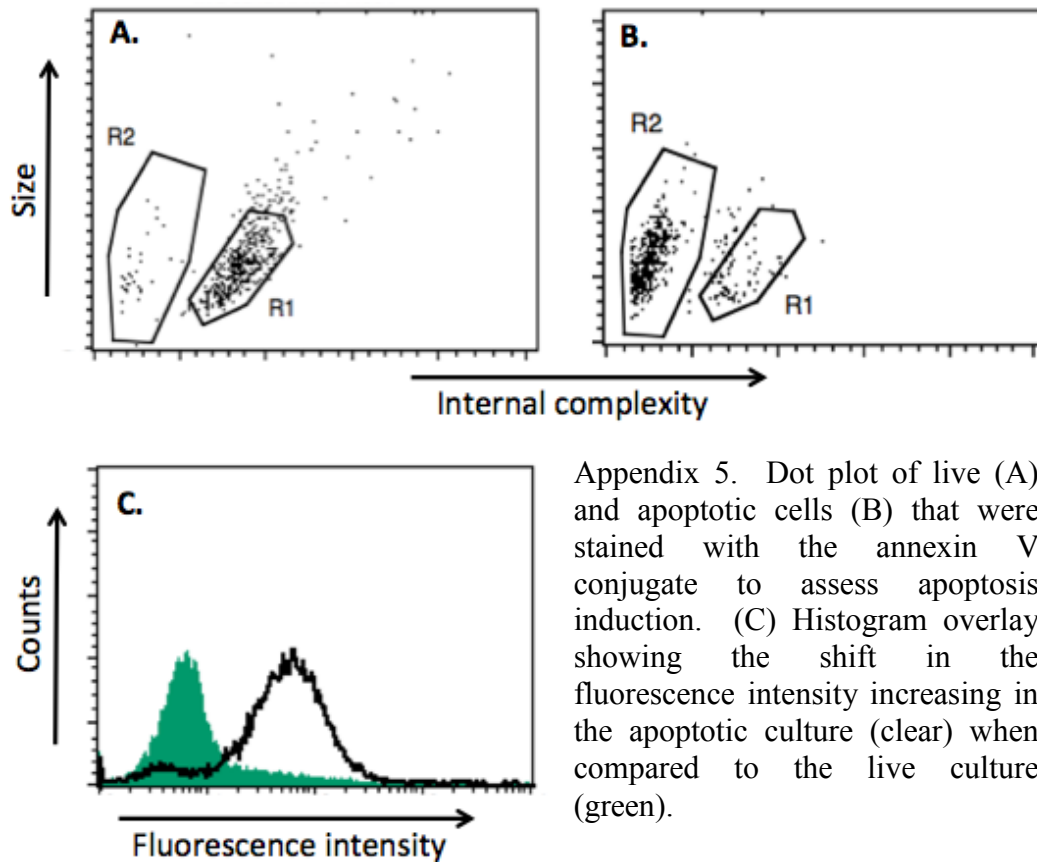 A.
R2
R1
Size
B.
R2
R1
Internal complexity
C.
Counts
Fluorescence intensity
Appendix 5. Dot plot of live (A)
and apoptotic cells (B) that were
stained with the annexin V
conjugate to assess apoptosis
induction. (C) Histogram overlay
showing the shift in the
fluorescence intensity increasing in
the apoptotic culture (clear) when
compared to the live culture
(green).